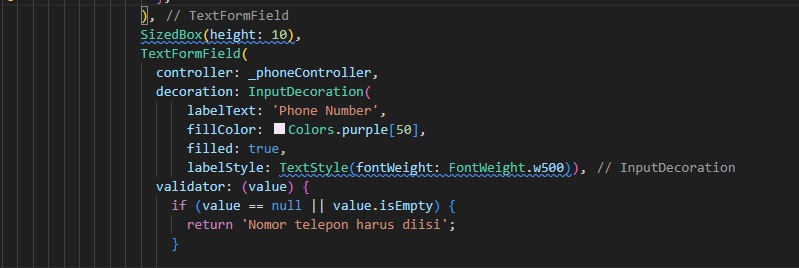 ), // TextFormField
SizedBox(height: 10),
TextFormField(
controller: _phoneController,
decoration: InputDecoration(
labelText: 'Phone Number',
fillColor: Colors.purple[50],
filled: true,
labelStyle: TextStyle(fontWeight: FontWeight.w500)), // InputDecoration
validator: (value) {
if (value == null || value.isEmpty) {
return 'Nomor telepon harus diisi';
}